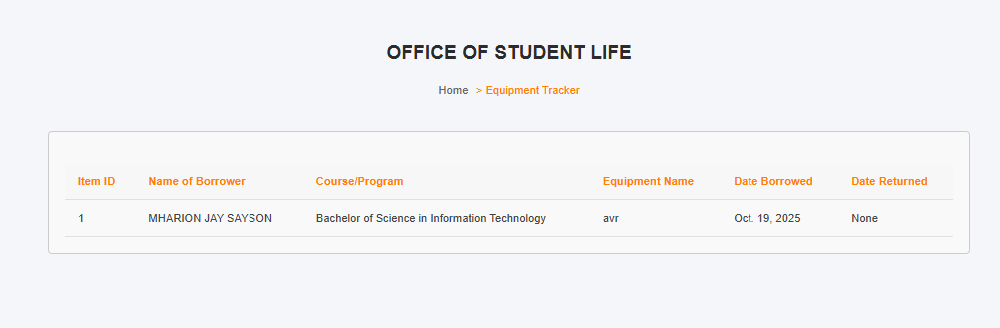 OFFICE OF STUDENT LIFE
Home > Equipment Tracker
Item ID Name of Borrower Course/Program Equipment Name Date Borrowed Date Returned
1 MHARION JAY SAYSON Bachelor of Science in Information Technology avr Oct. 19, 2025 None